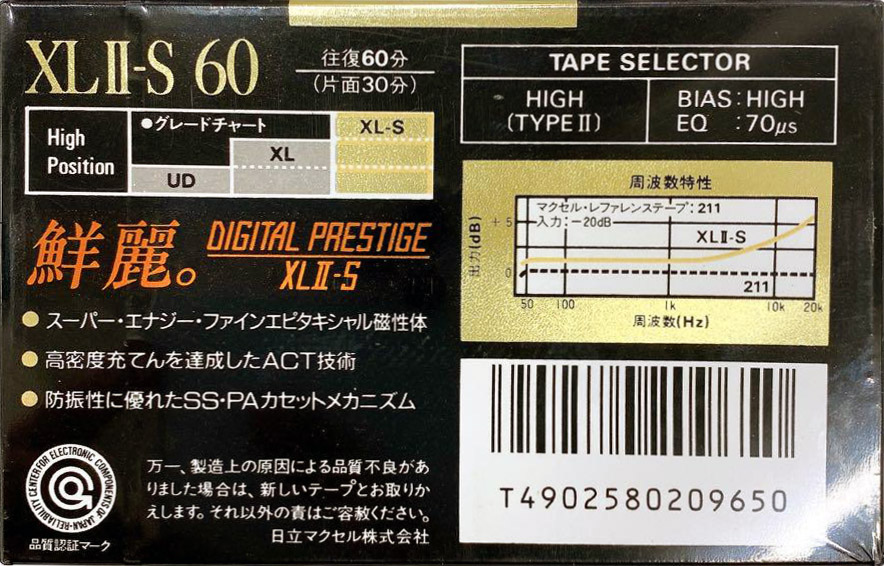 XLⅡ-S 60
往復60分
(片面30分)
High
Position
●グレードチャート
XL-S
XL
UD
鮮麗。
DIGITAL PRESTIGE
XLⅡ-S
スーパー・エナジー・ファインエピタキシャル磁性体
高密度充てんを達成したACT技術
防振性に優れたSS・PAカセットメカニズム
RELIABILITY CENTER FOR ELECTRONIC COMPONENTS OF JAPAN
品質認証マーク
万一、製造上の原因による品質不良があ
りました場合は、新しいテープとお取りか
えします。それ以外の責はご容赦ください。
日立マクセル株式会社
TAPE SELECTOR
HIGH
(TYPEⅡ)
BIAS:HIGH
EQ :70μs
周波数特性
マクセル・レファレンステープ:211
入力:-20dB
XLⅡ-S
211
出力(dB)
+5
0
50 100 1k 10k 20k
周波数(Hz)
T4902580209650